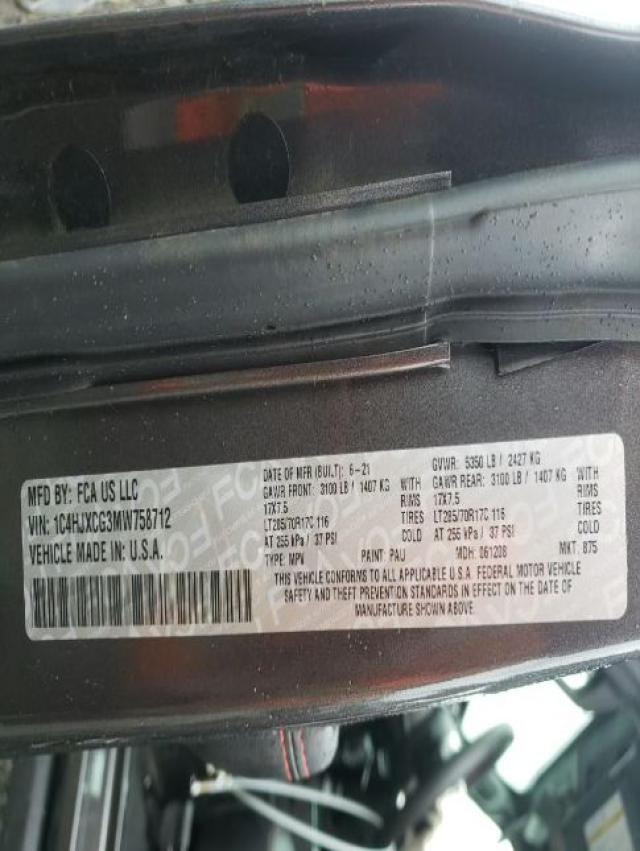 MFD BY: FCA US LLC
VIN: 1C4HJXCG3MW758712
VEHICLE MADE IN: U.S.A.
DATE OF MFR (BUILT): 6-21
GAWR FRONT: 3100 LB / 1407 KG WITH
17X7.5 RIMS
LT285/70R17C 116 TIRES
AT 255 kPa / 37 PSI COLD
TYPE: MPV PAINT: PAU
GVWR: 5350 LB / 2427 KG
GAWR REAR: 3100 LB / 1407 KG WITH
17X7.5 RIMS
LT285/70R17C 116 TIRES
AT 255 kPa / 37 PSI COLD
MDH: 061208 MKT: 875
THIS VEHICLE CONFORMS TO ALL APPLICABLE U.S.A. FEDERAL MOTOR VEHICLE
SAFETY AND THEFT PREVENTION STANDARDS IN EFFECT ON THE DATE OF
MANUFACTURE SHOWN ABOVE.